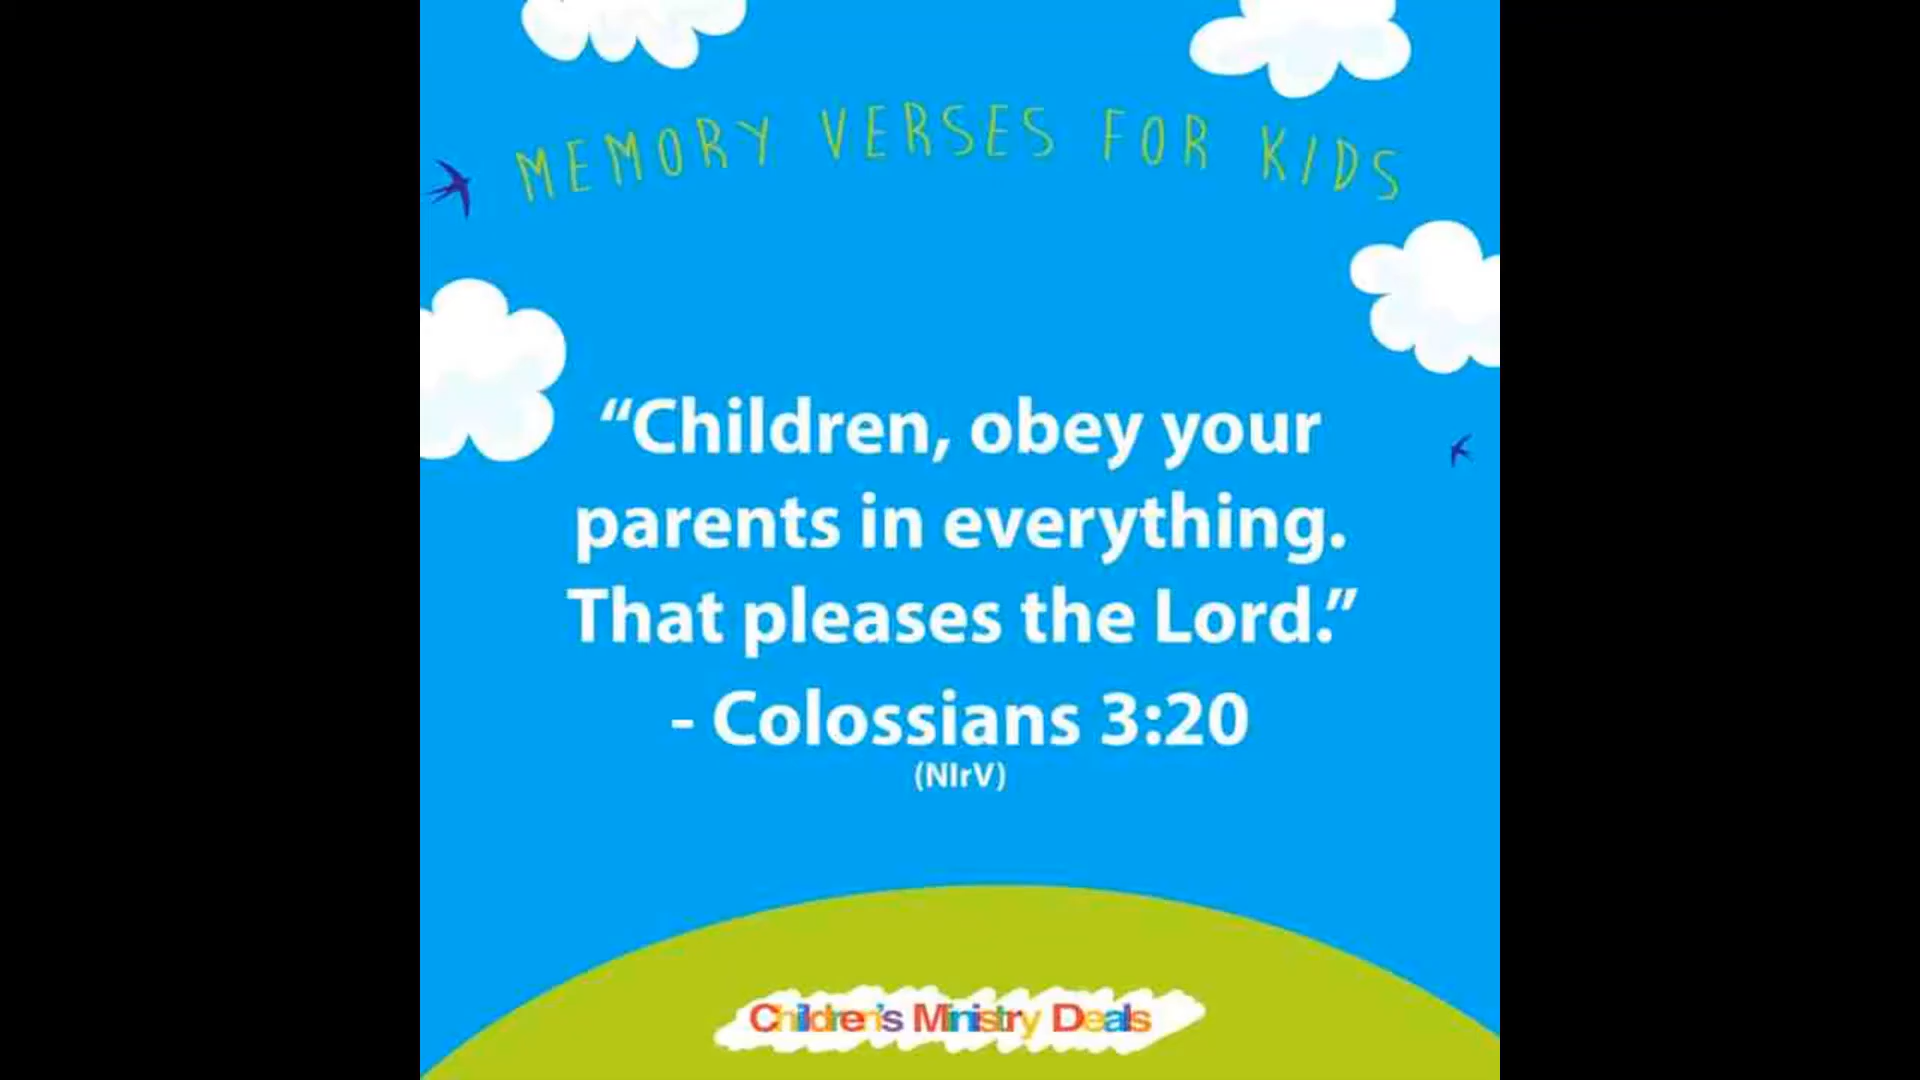 MEMORY VERSES FOR KIDS
“Children, obey your
parents in everything.
That pleases the Lord.”
- Colossians 3:20
(NIrV)
Children's Ministry Deals